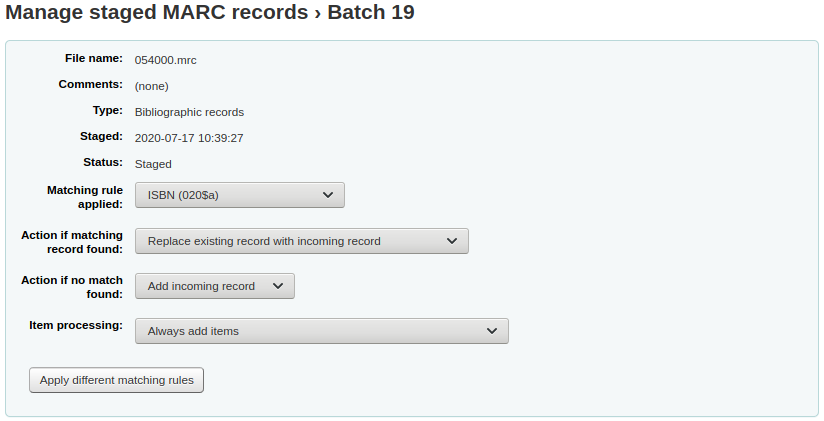 Manage staged MARC records › Batch 19
File name: 054000.mrc
Comments: (none)
Type: Bibliographic records
Staged: 2020-07-17 10:39:27
Status: Staged
Matching rule
applied: ISBN (020$a)
Action if matching
record found: Replace existing record with incoming record
Action if no match
found: Add incoming record
Item processing: Always add items
Apply different matching rules